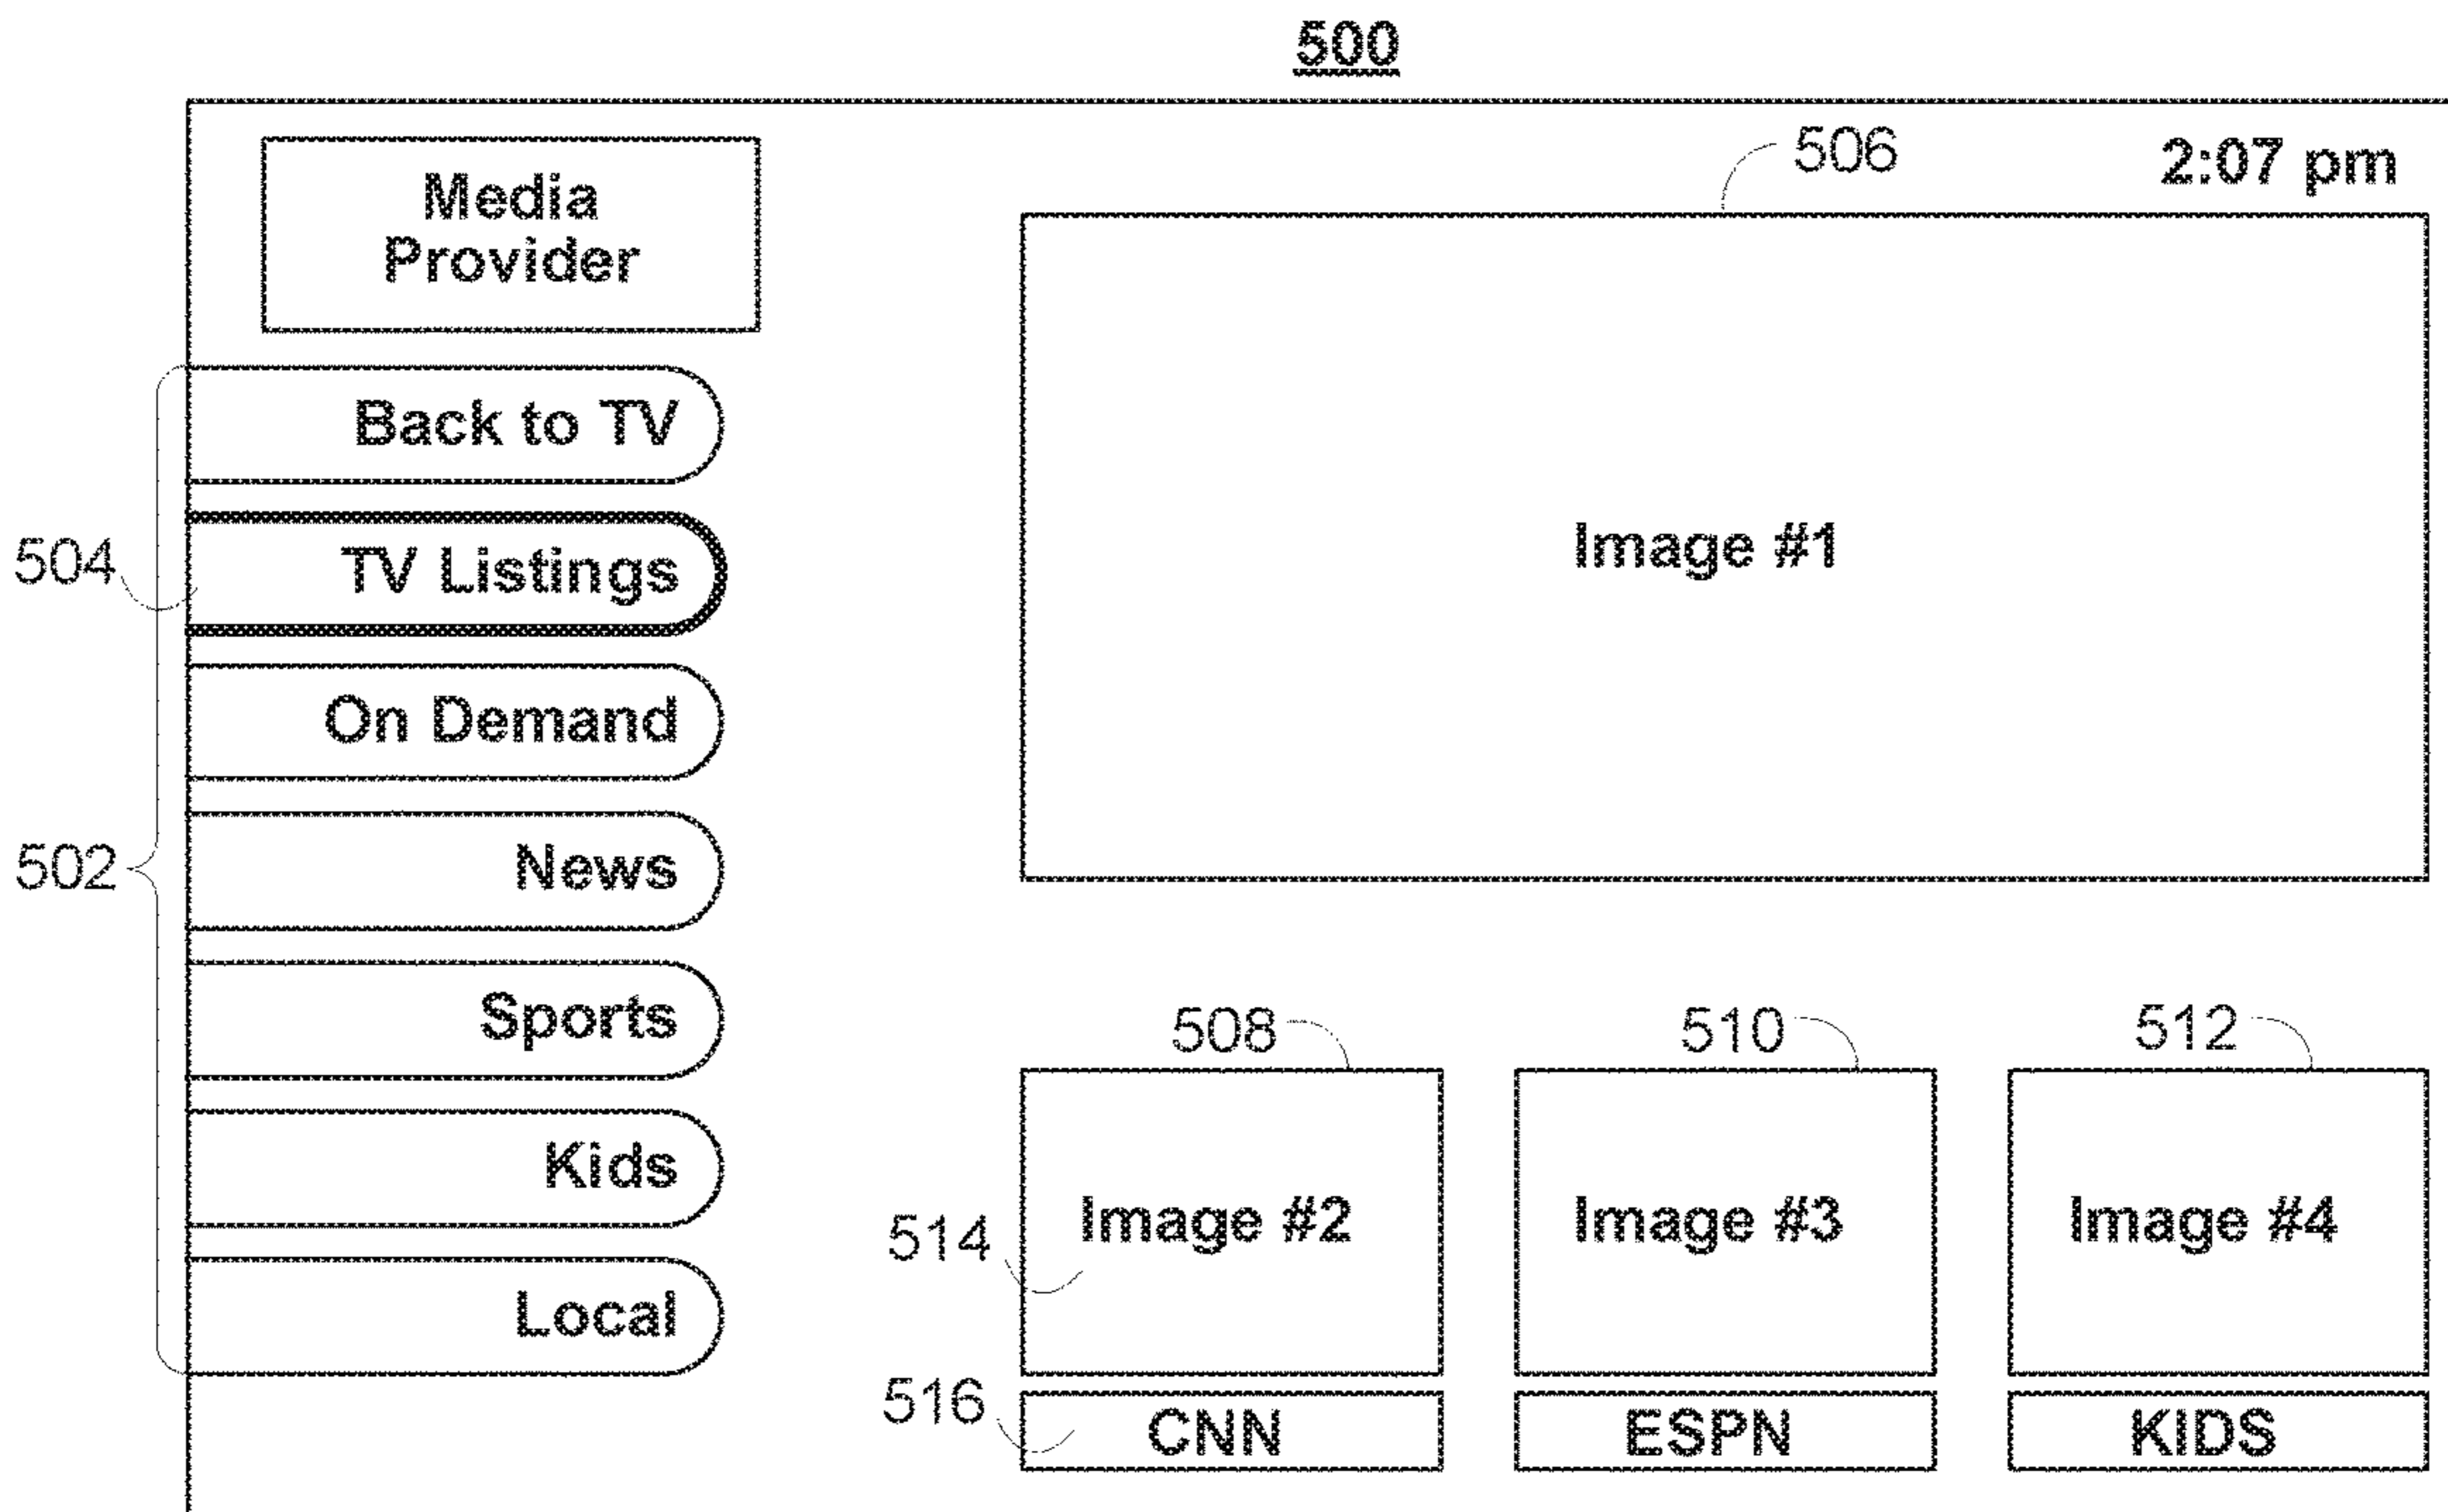 500
506
2:07 pm
Media
Provider
Back to TV
504
TV Listings
Image #1
On Demand
502
News
Sports
508
510
512
Kids
514
Image #2
Image #3
Image #4
Local
516
CNN
ESPN
KIDS